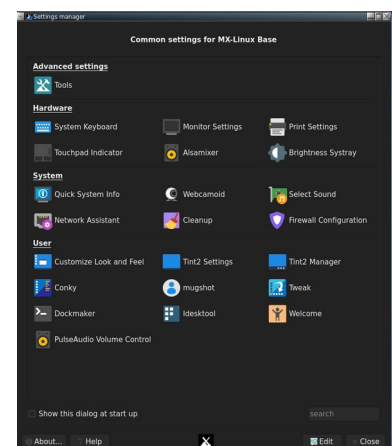 Settings manager
Common settings for MX-Linux Base
Advanced settings
Tools
Hardware
System Keyboard Monitor Settings Print Settings
Touchpad Indicator Alsamixer Brightness Systray
System
Quick System Info Webcamoid Select Sound
Network Assistant Cleanup Firewall Configuration
User
Customize Look and Feel Tint2 Settings Tint2 Manager
Conky mugshot Tweak
Dockmaker Idesktool Welcome
PulseAudio Volume Control
Show this dialog at start up search
About... ? Help Edit Close